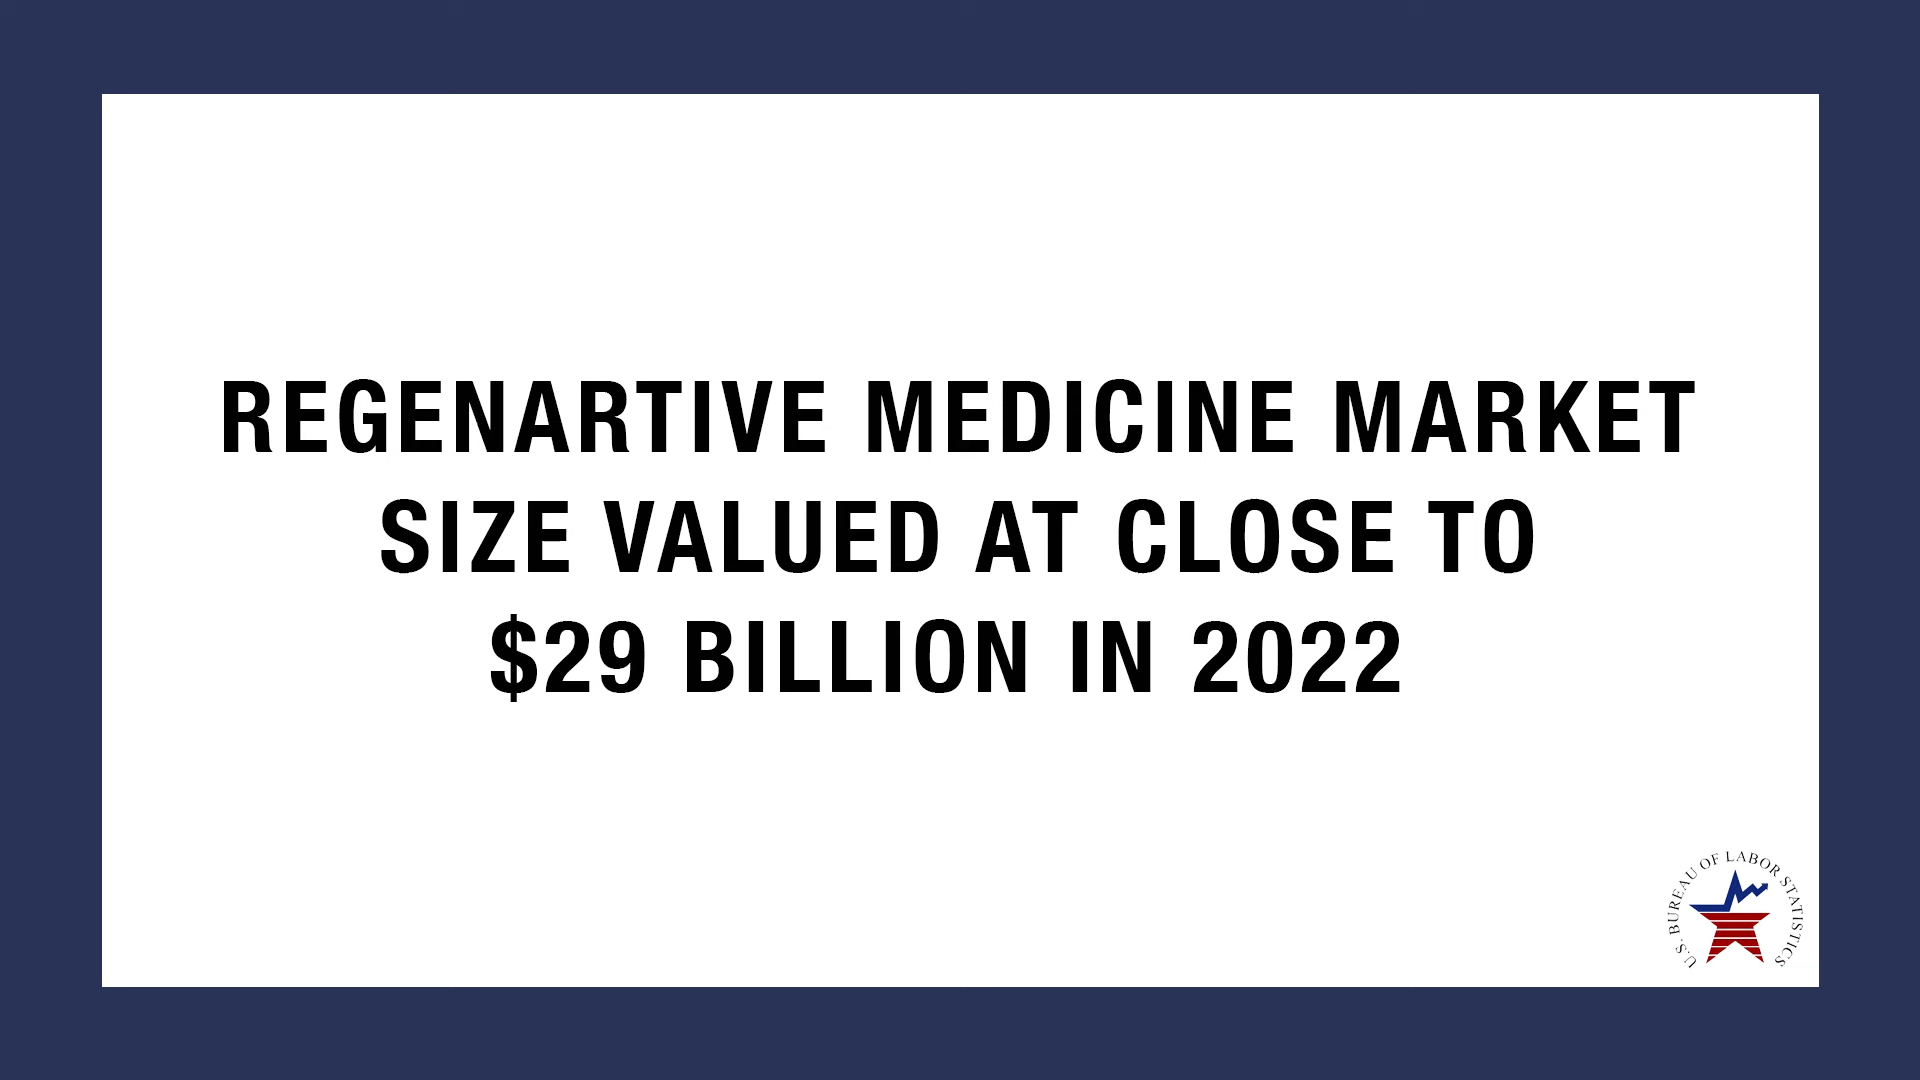 REGENARTIVE MEDICINE MARKET
SIZE VALUED AT CLOSE TO
$29 BILLION IN 2022
U.S. BUREAU OF LABOR STATISTICS